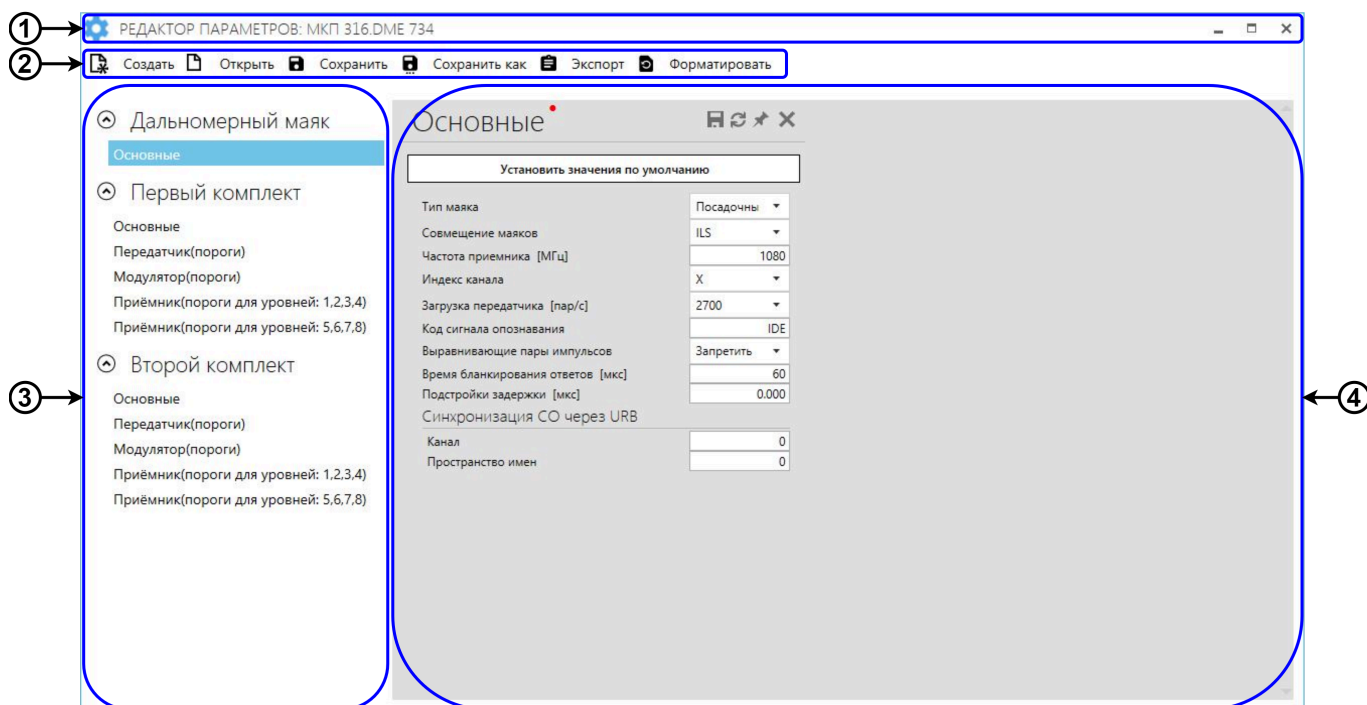 1
РЕДАКТОР ПАРАМЕТРОВ: МКП 316.DME 734
2
Создать Открыть Сохранить Сохранить как Экспорт Форматировать
3
Дальномерный маяк
Основные
Первый комплект
Основные
Передатчик(пороги)
Модулятор(пороги)
Приёмник(пороги для уровней: 1,2,3,4)
Приёмник(пороги для уровней: 5,6,7,8)
Второй комплект
Основные
Передатчик(пороги)
Модулятор(пороги)
Приёмник(пороги для уровней: 1,2,3,4)
Приёмник(пороги для уровней: 5,6,7,8)
4
Основные
Установить значения по умолчанию
Тип маяка Посадочны
Совмещение маяков ILS
Частота приемника [МГц] 1080
Индекс канала X
Загрузка передатчика [пар/с] 2700
Код сигнала опознавания IDE
Выравнивающие пары импульсов Запретить
Время бланкирования ответов [мкс] 60
Подстройки задержки [мкс] 0.000
Синхронизация СО через URB
Канал 0
Пространство имен 0